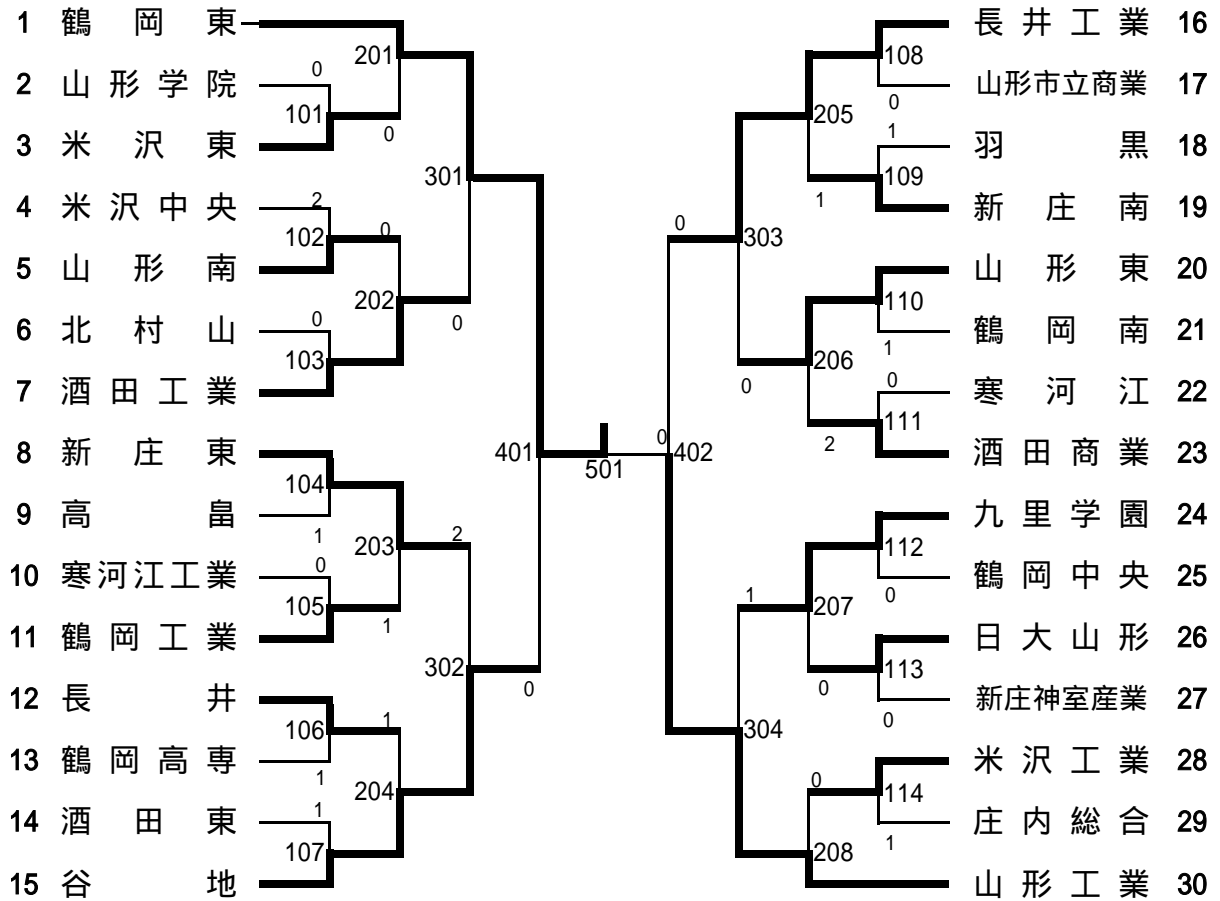 1 鶴岡東
201
0
2 山形学院
101
0
3 米沢東
301
4 米沢中央
2
102
0
5 山形南
202
0
6 北村山
0
103
7 酒田工業
8 新庄東
401
104
9 高畠
1
203
2
10 寒河江工業
0
105
1
11 鶴岡工業
302
0
12 長井
106
1
13 鶴岡高専
1
204
14 酒田東
1
107
15 谷地
501
0
402
長井工業 16
108
山形市立商業 17
0
205
羽黒 18
1
109
1
新庄南 19
0
303
山形東 20
110
鶴岡南 21
1
206
0
寒河江 22
0
111
2
酒田商業 23
九里学園 24
112
鶴岡中央 25
0
1
207
日大山形 26
113
0
新庄神室産業 27
0
304
米沢工業 28
0
114
庄内総合 29
1
208
山形工業 30